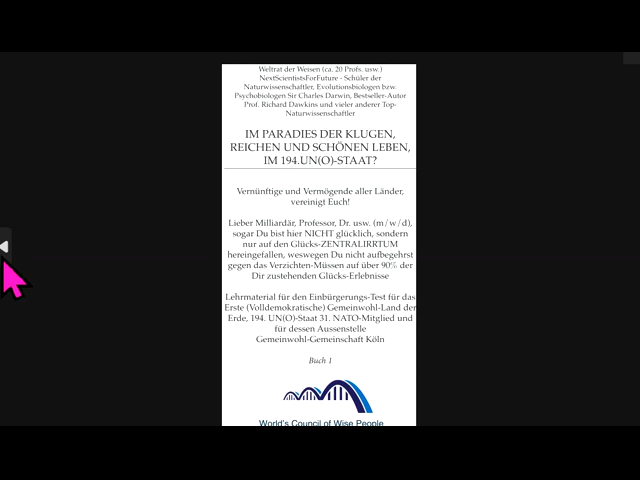 Weltrat der Weisen (ca. 20 Profs. usw.)
NextScientistsForFuture - Schüler der
Naturwissenschaftler, Evolutionsbiologen bzw.
Psychobiologen Sir Charles Darwin, Bestseller-Autor
Prof. Richard Dawkins und vieler anderer Top-
Naturwissenschaftler
IM PARADIES DER KLUGEN,
REICHEN UND SCHÖNEN LEBEN,
IM 194.UN(O)-STAAT?
Vernünftige und Vermögende aller Länder,
vereinigt Euch!
Lieber Milliardär, Professor, Dr. usw. (m/w/d),
sogar Du bist hier NICHT glücklich, sondern
nur auf den Glücks-ZENTRALIRRTUM
hereingefallen, weswegen Du nicht aufbegehrst
gegen das Verzichten-Müssen auf über 90% der
Dir zustehenden Glücks-Erlebnisse
Lehrmaterial für den Einbürgerungs-Test für das
Erste (Volldemokratische) Gemeinwohl-Land der
Erde, 194. UN(O)-Staat 31. NATO-Mitglied und
für dessen Aussenstelle
Gemeinwohl-Gemeinschaft Köln
Buch 1
World's Council of Wise People